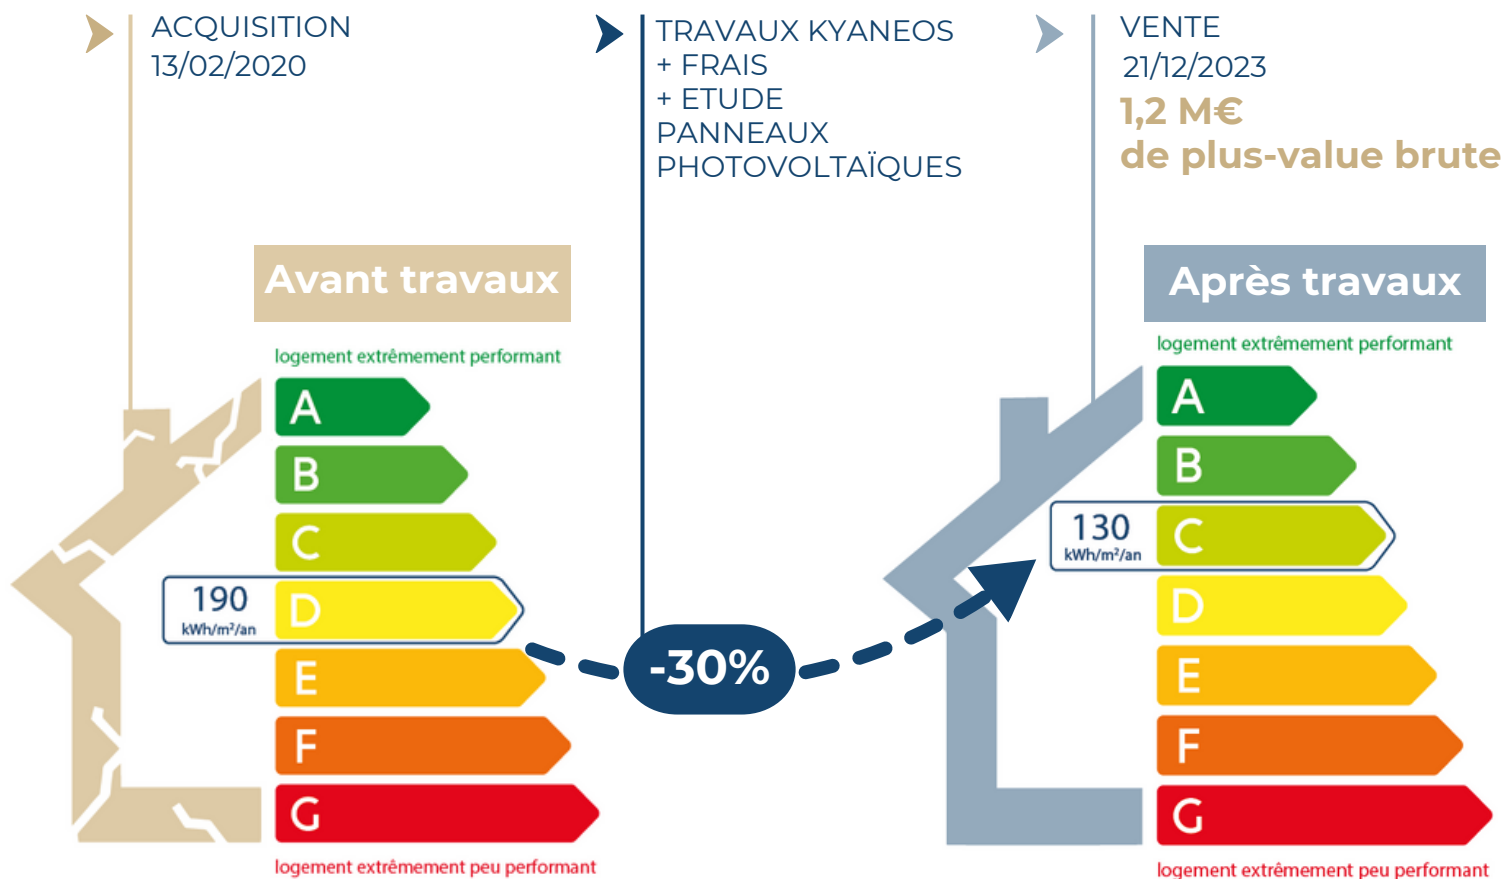 ACQUISITION
13/02/2020
TRAVAUX KYANEOS
+ FRAIS
+ ETUDE
PANNEAUX
PHOTOVOLTAÏQUES
VENTE
21/12/2023
1,2 M€
de plus-value brute
Avant travaux
logement extrêmement performant
A
B
C
190
kWh/m²/an
D
E
F
G
logement extrêmement peu performant
-30%
Après travaux
logement extrêmement performant
A
B
130
kWh/m²/an
C
D
E
F
G
logement extrêmement peu performant